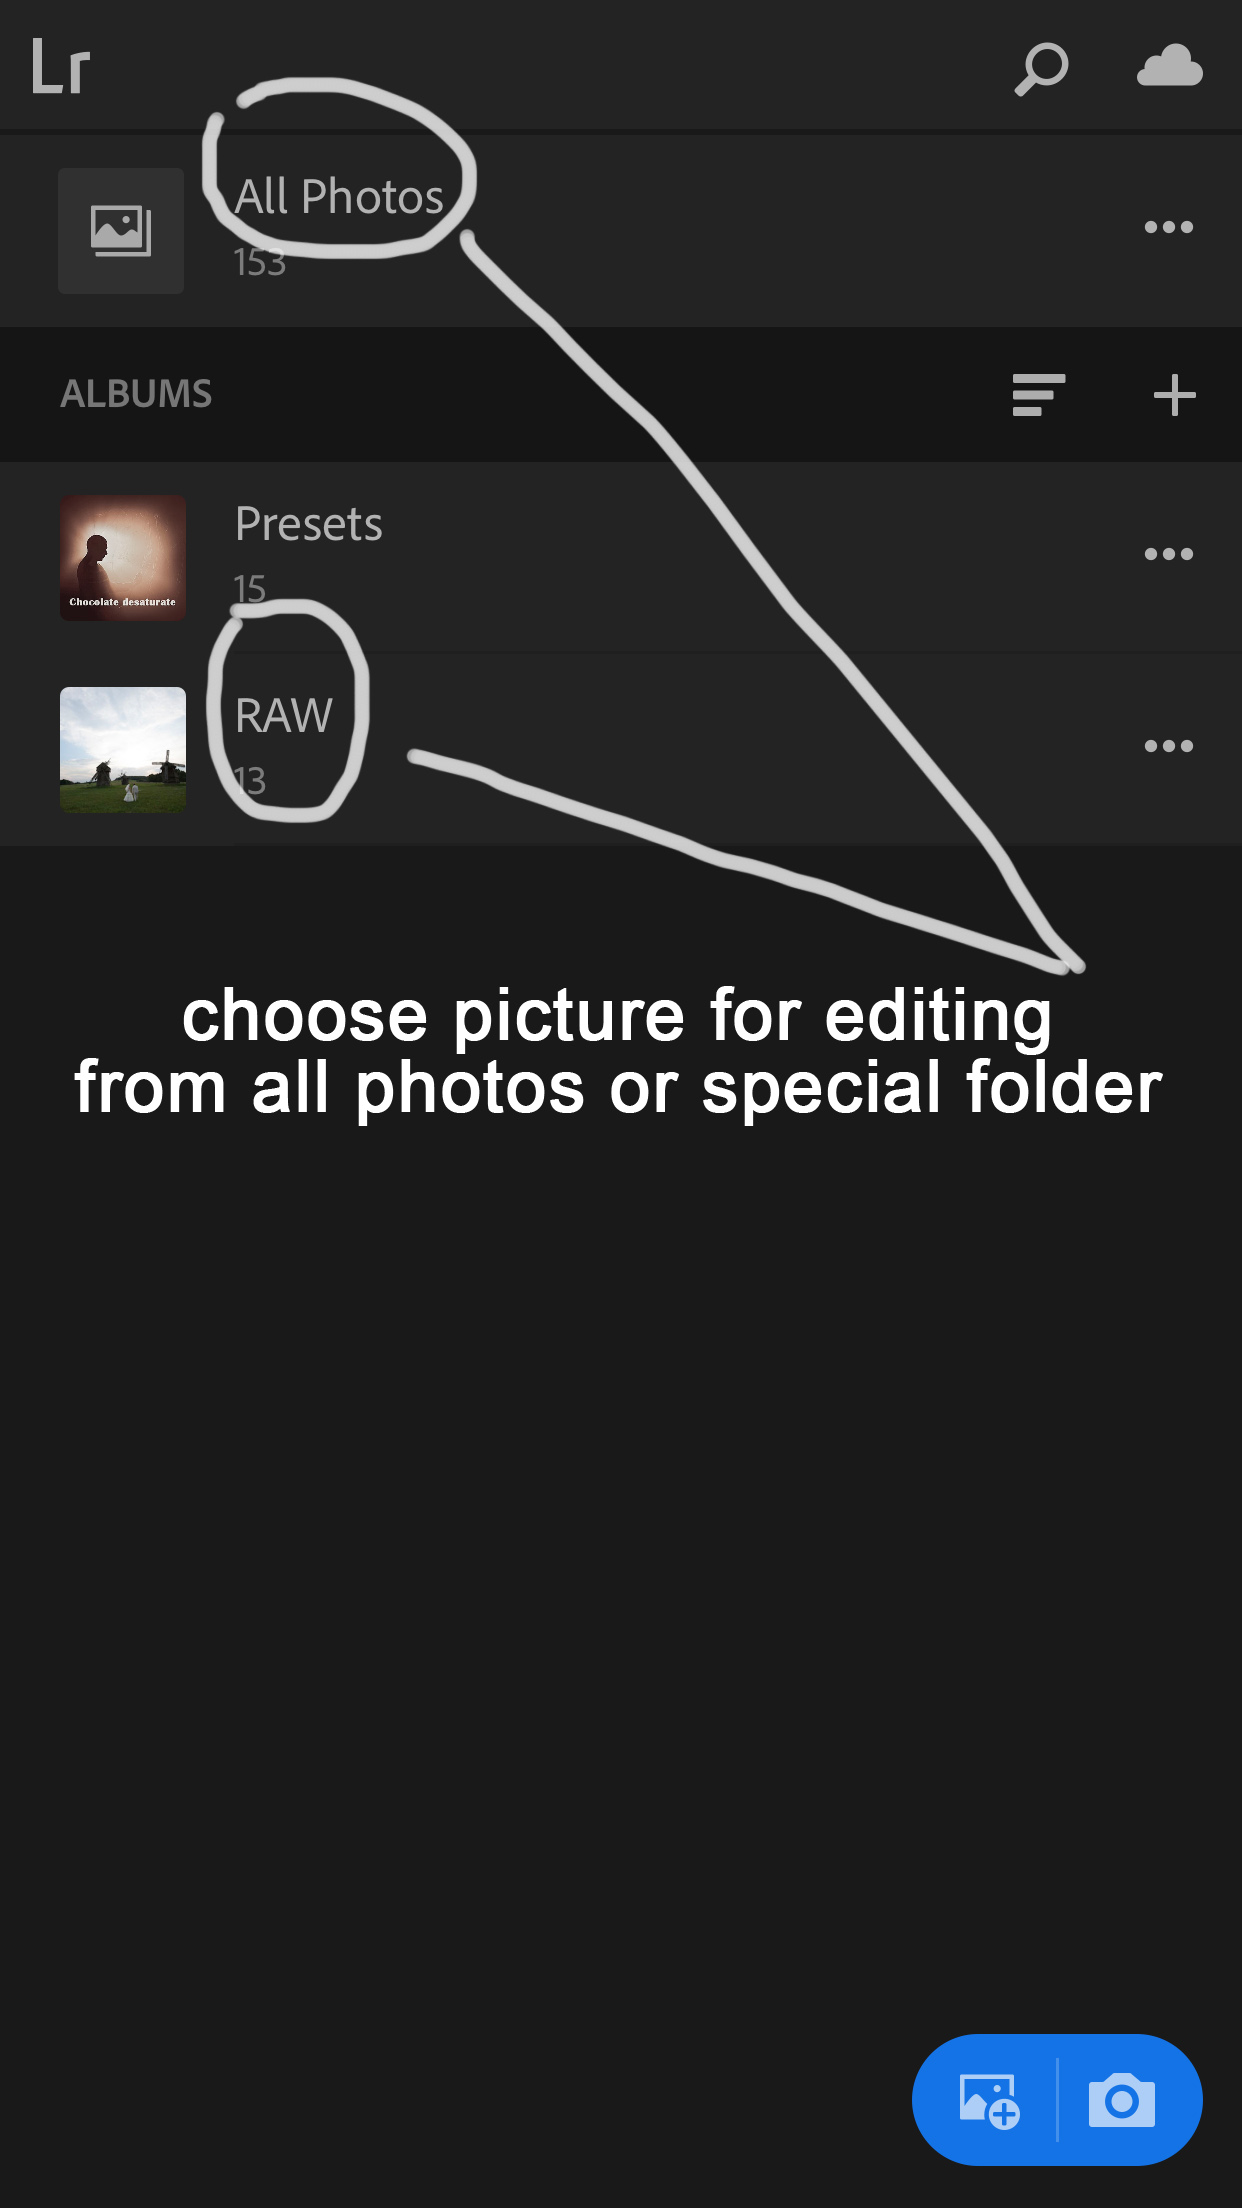 Lr
All Photos
153
ALBUMS
Presets
15
Chocolate desaturate
RAW
13
choose picture for editing
from all photos or special folder